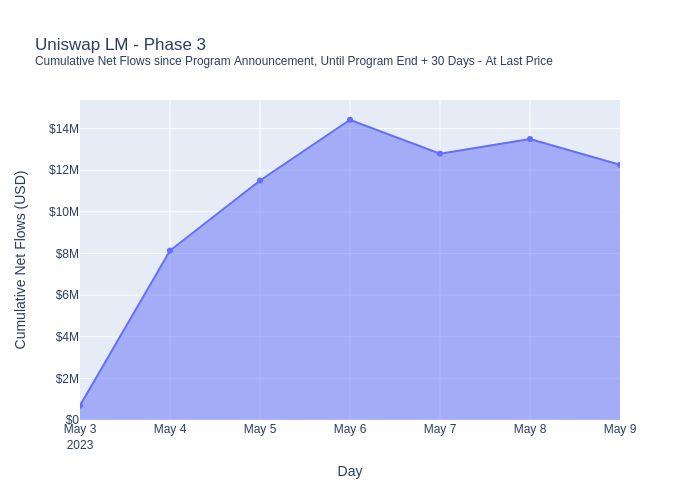 Uniswap LM - Phase 3
Cumulative Net Flows since Program Announcement, Until Program End + 30 Days - At Last Price
Cumulative Net Flows (USD)
$14M
$12M
$10M
$8M
$6M
$4M
$2M
$0
May 3 May 4 May 5 May 6 May 7 May 8 May 9
2023
Day